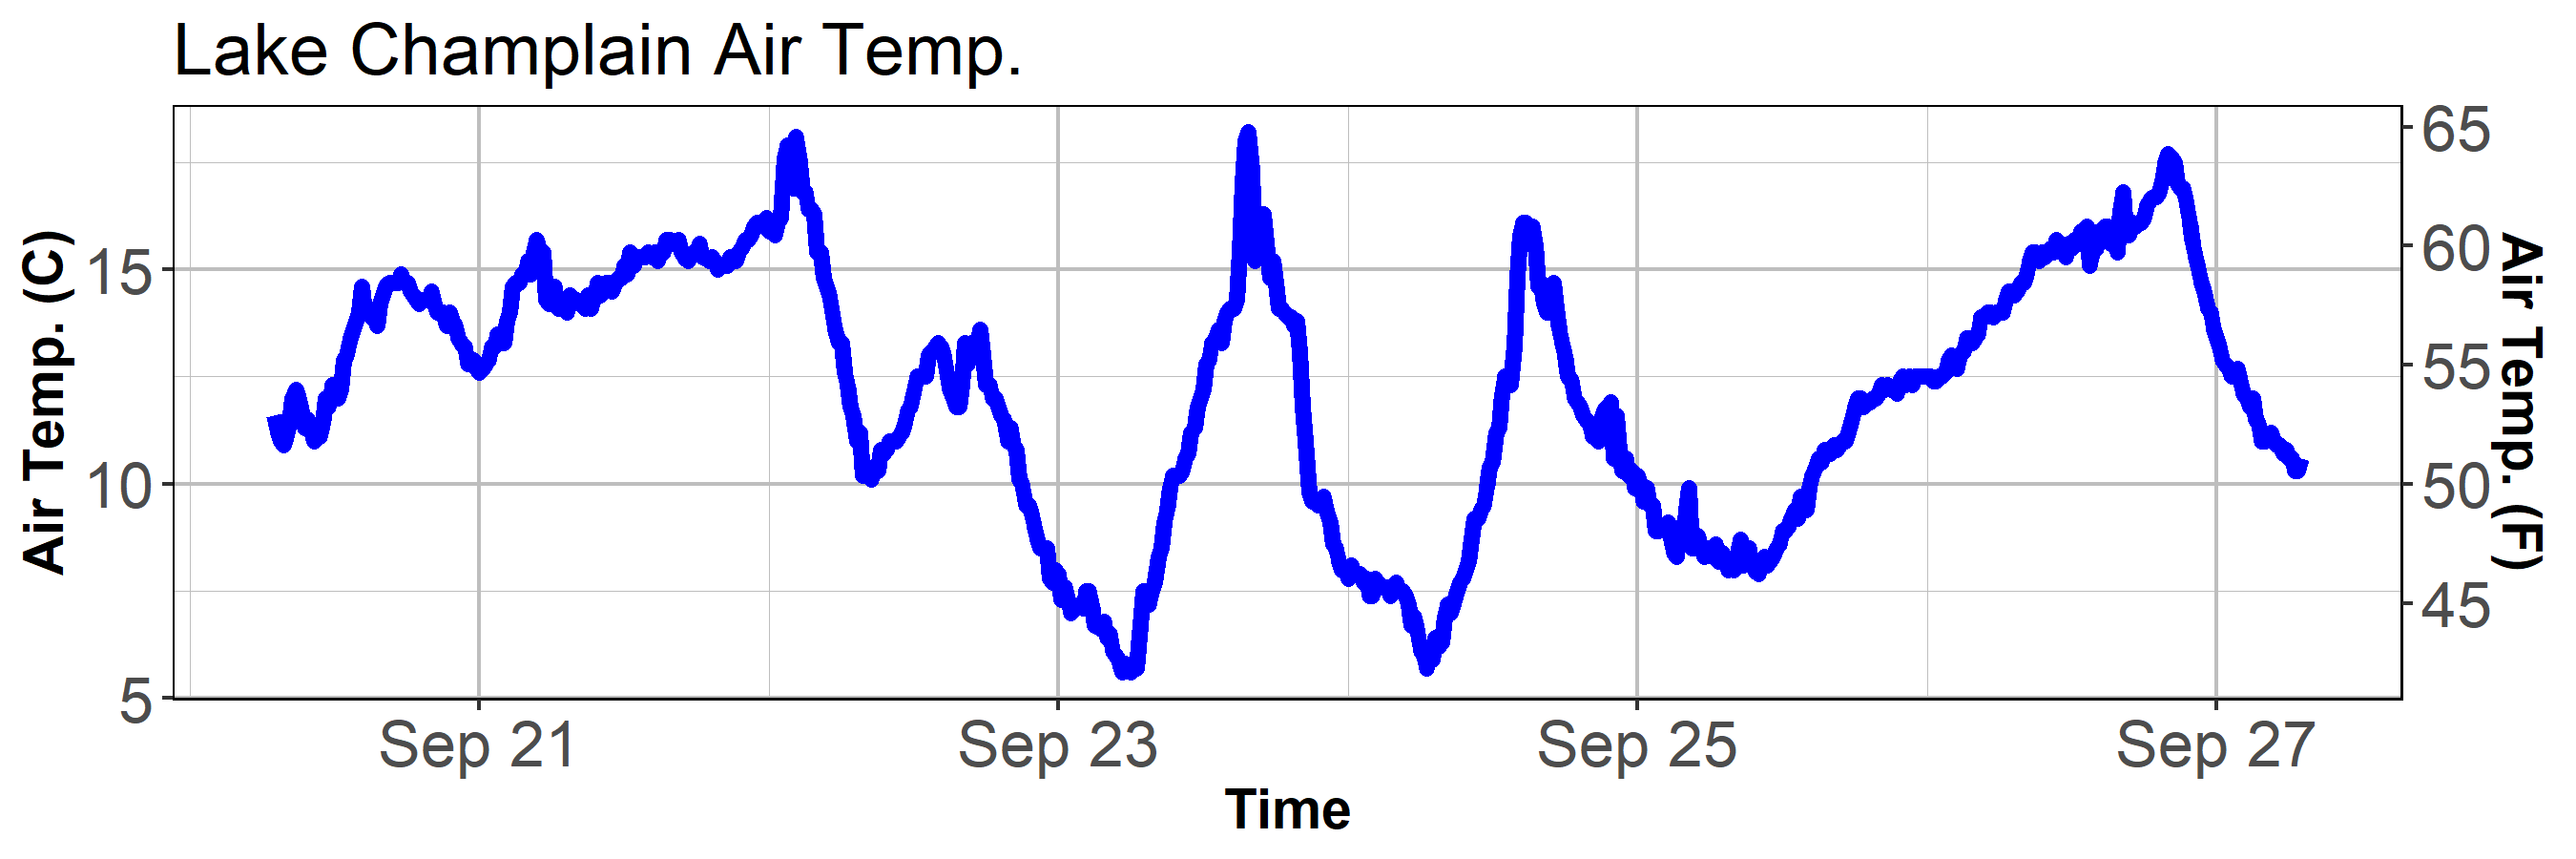 Lake Champlain Air Temp.
Air Temp. (C)
15
10
5
65
60
55
50
45
Air Temp. (F)
Sep 21
Sep 23
Sep 25
Sep 27
Time